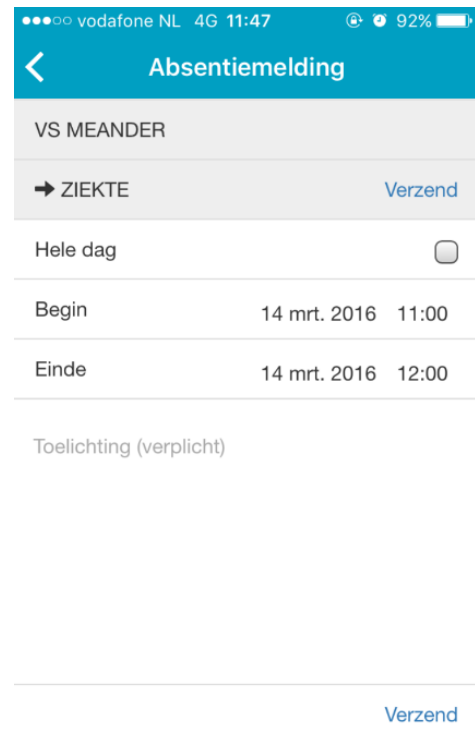 vodafone NL 4G 11:47 92%
Absentiemelding
VS MEANDER
➔ ZIEKTE Verzend
Hele dag
Begin 14 mrt. 2016 11:00
Einde 14 mrt. 2016 12:00
Toelichting (verplicht)
Verzend